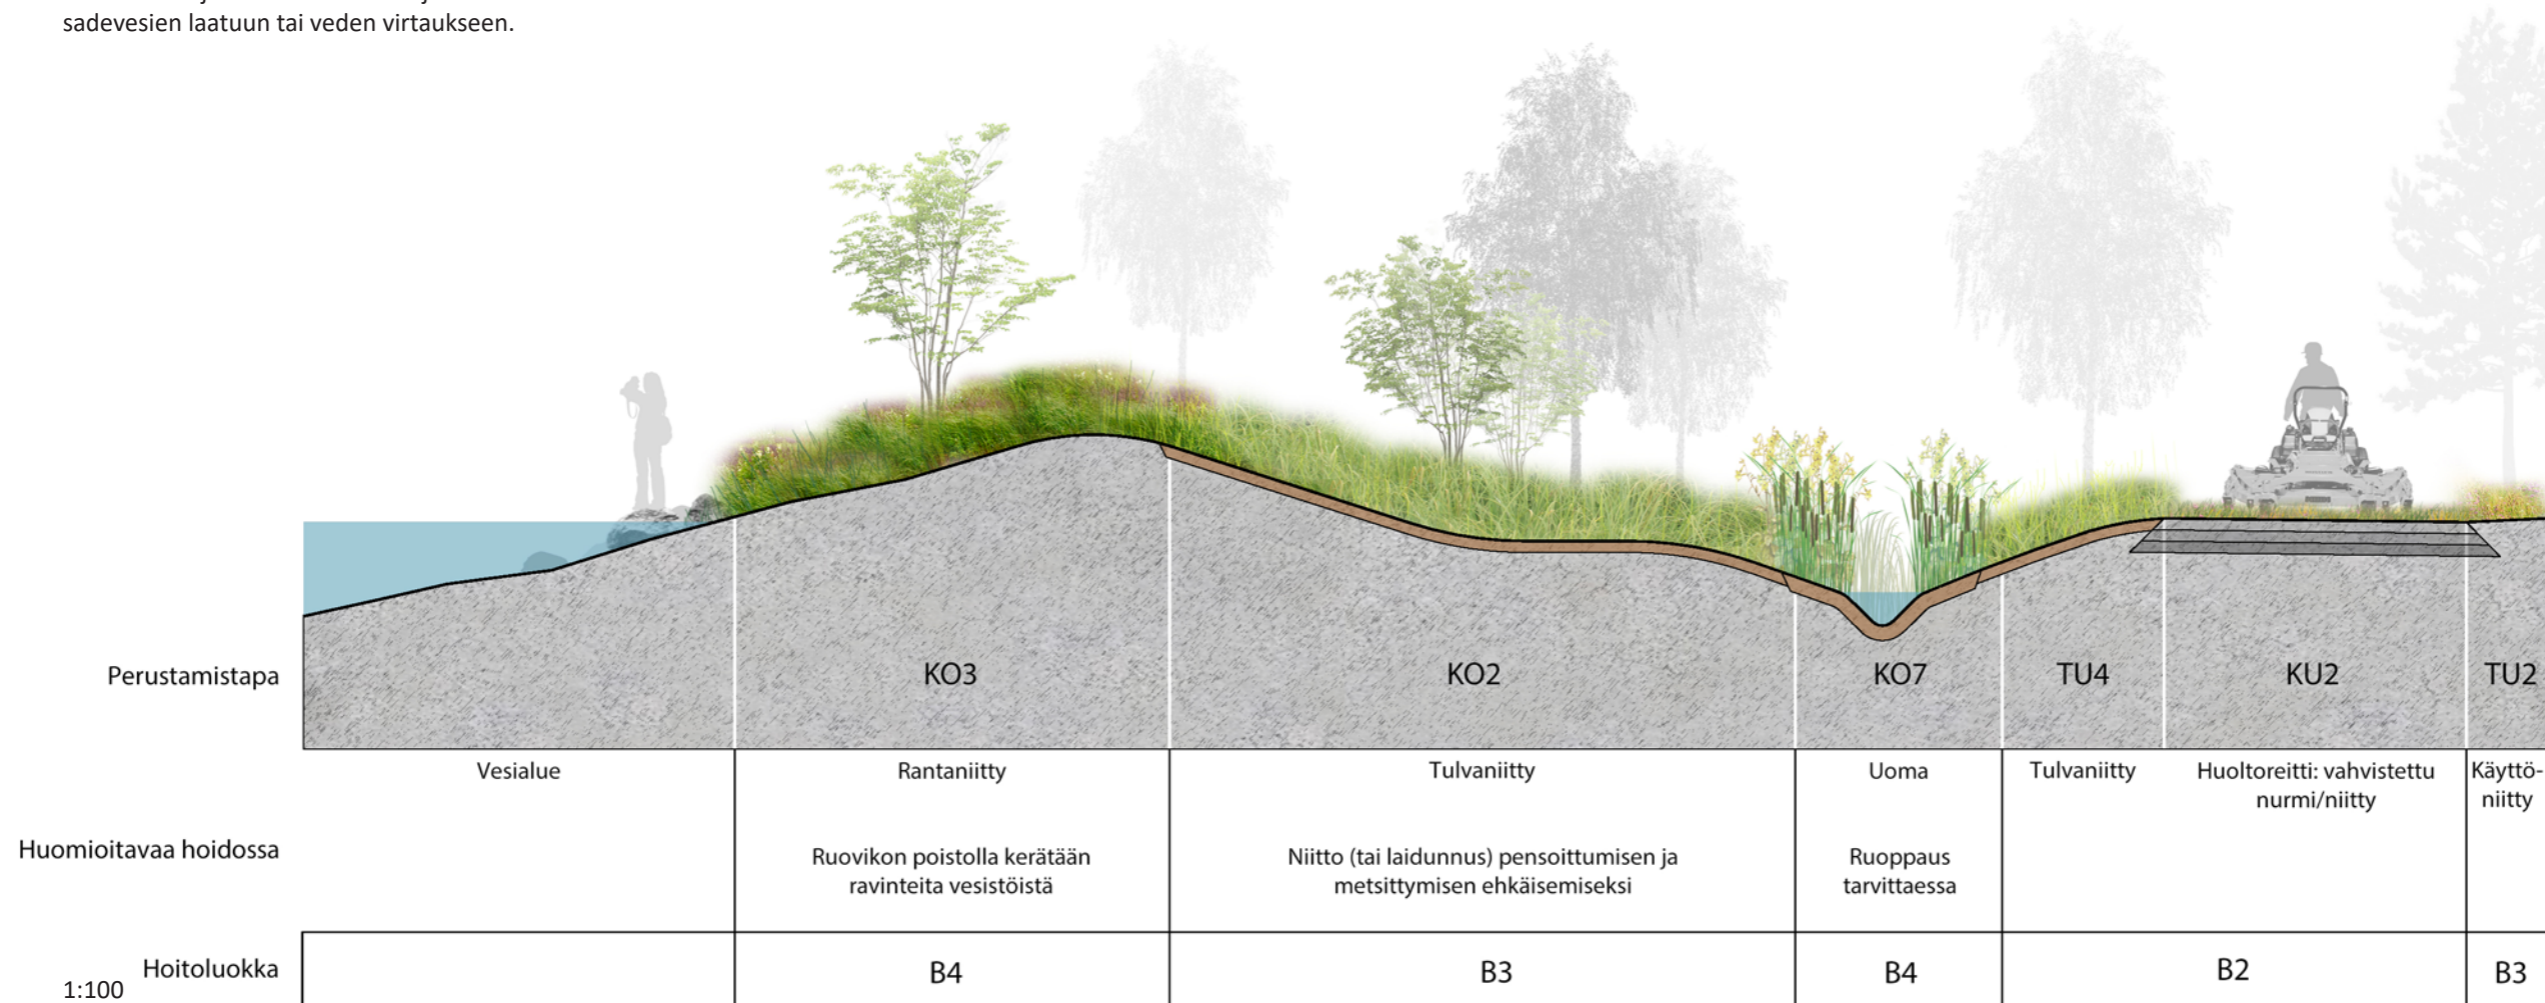 sadevesien laatuun tai veden virtaukseen.
Perustamistapa
KO3
KO2
KO7
TU4
KU2
TU2
Vesialue
Rantaniitty
Tulvaniitty
Uoma
Tulvaniitty
Huoltoreitti: vahvistettu
nurmi/niitty
Käyttö-
niitty
Huomioitavaa hoidossa
Ruovikon poistolla kerätään
ravinteita vesistöistä
Niitto (tai laidunnus) pensoittumisen ja
metsittymisen ehkäisemiseksi
Ruoppaus
tarvittaessa
Hoitoluokka
B4
B3
B4
B2
B3
1:100